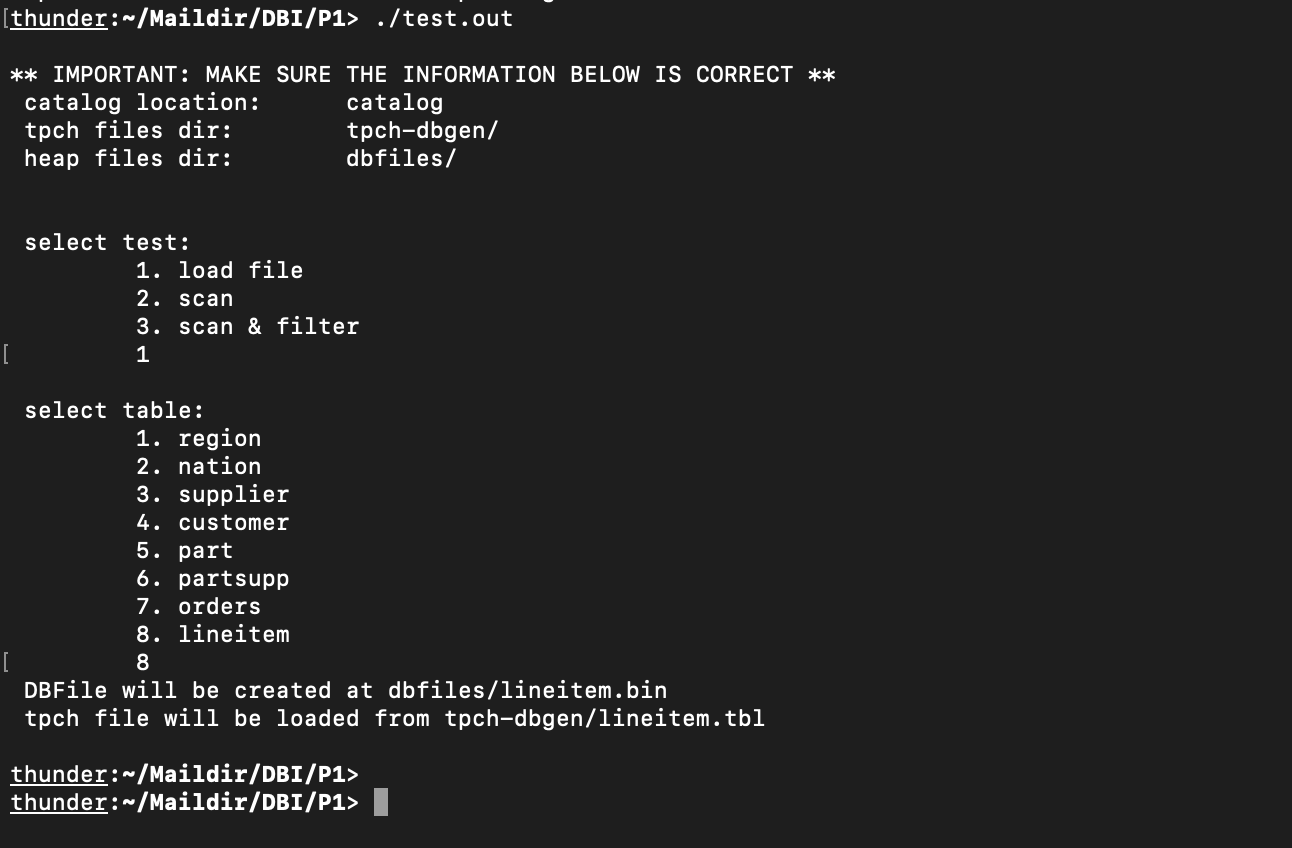 [thunder:~/Maildir/DBI/P1> ./test.out
** IMPORTANT: MAKE SURE THE INFORMATION BELOW IS CORRECT **
catalog location: catalog
tpch files dir: tpch-dbgen/
heap files dir: dbfiles/
select test:
1. load file
2. scan
3. scan & filter
[ 1
select table:
1. region
2. nation
3. supplier
4. customer
5. part
6. partsupp
7. orders
8. lineitem
[ 8
DBFile will be created at dbfiles/lineitem.bin
tpch file will be loaded from tpch-dbgen/lineitem.tbl
thunder:~/Maildir/DBI/P1>
thunder:~/Maildir/DBI/P1>